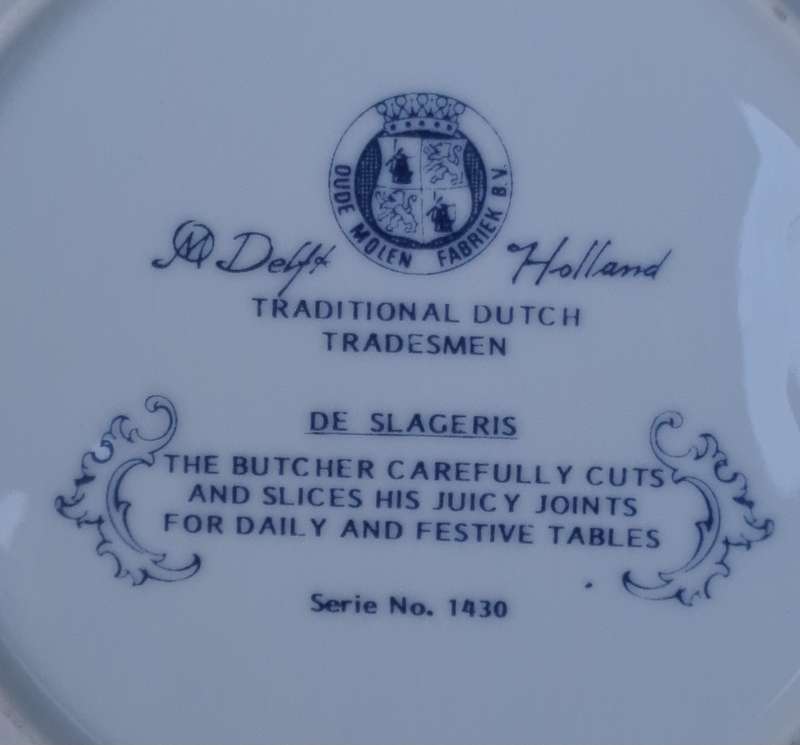 OUDE MOLEN FABRIEK B.V.
Delft Holland
TRADITIONAL DUTCH
TRADESMEN
DE SLAGERIS
THE BUTCHER CAREFULLY CUTS
AND SLICES HIS JUICY JOINTS
FOR DAILY AND FESTIVE TABLES
Serie No. 1430